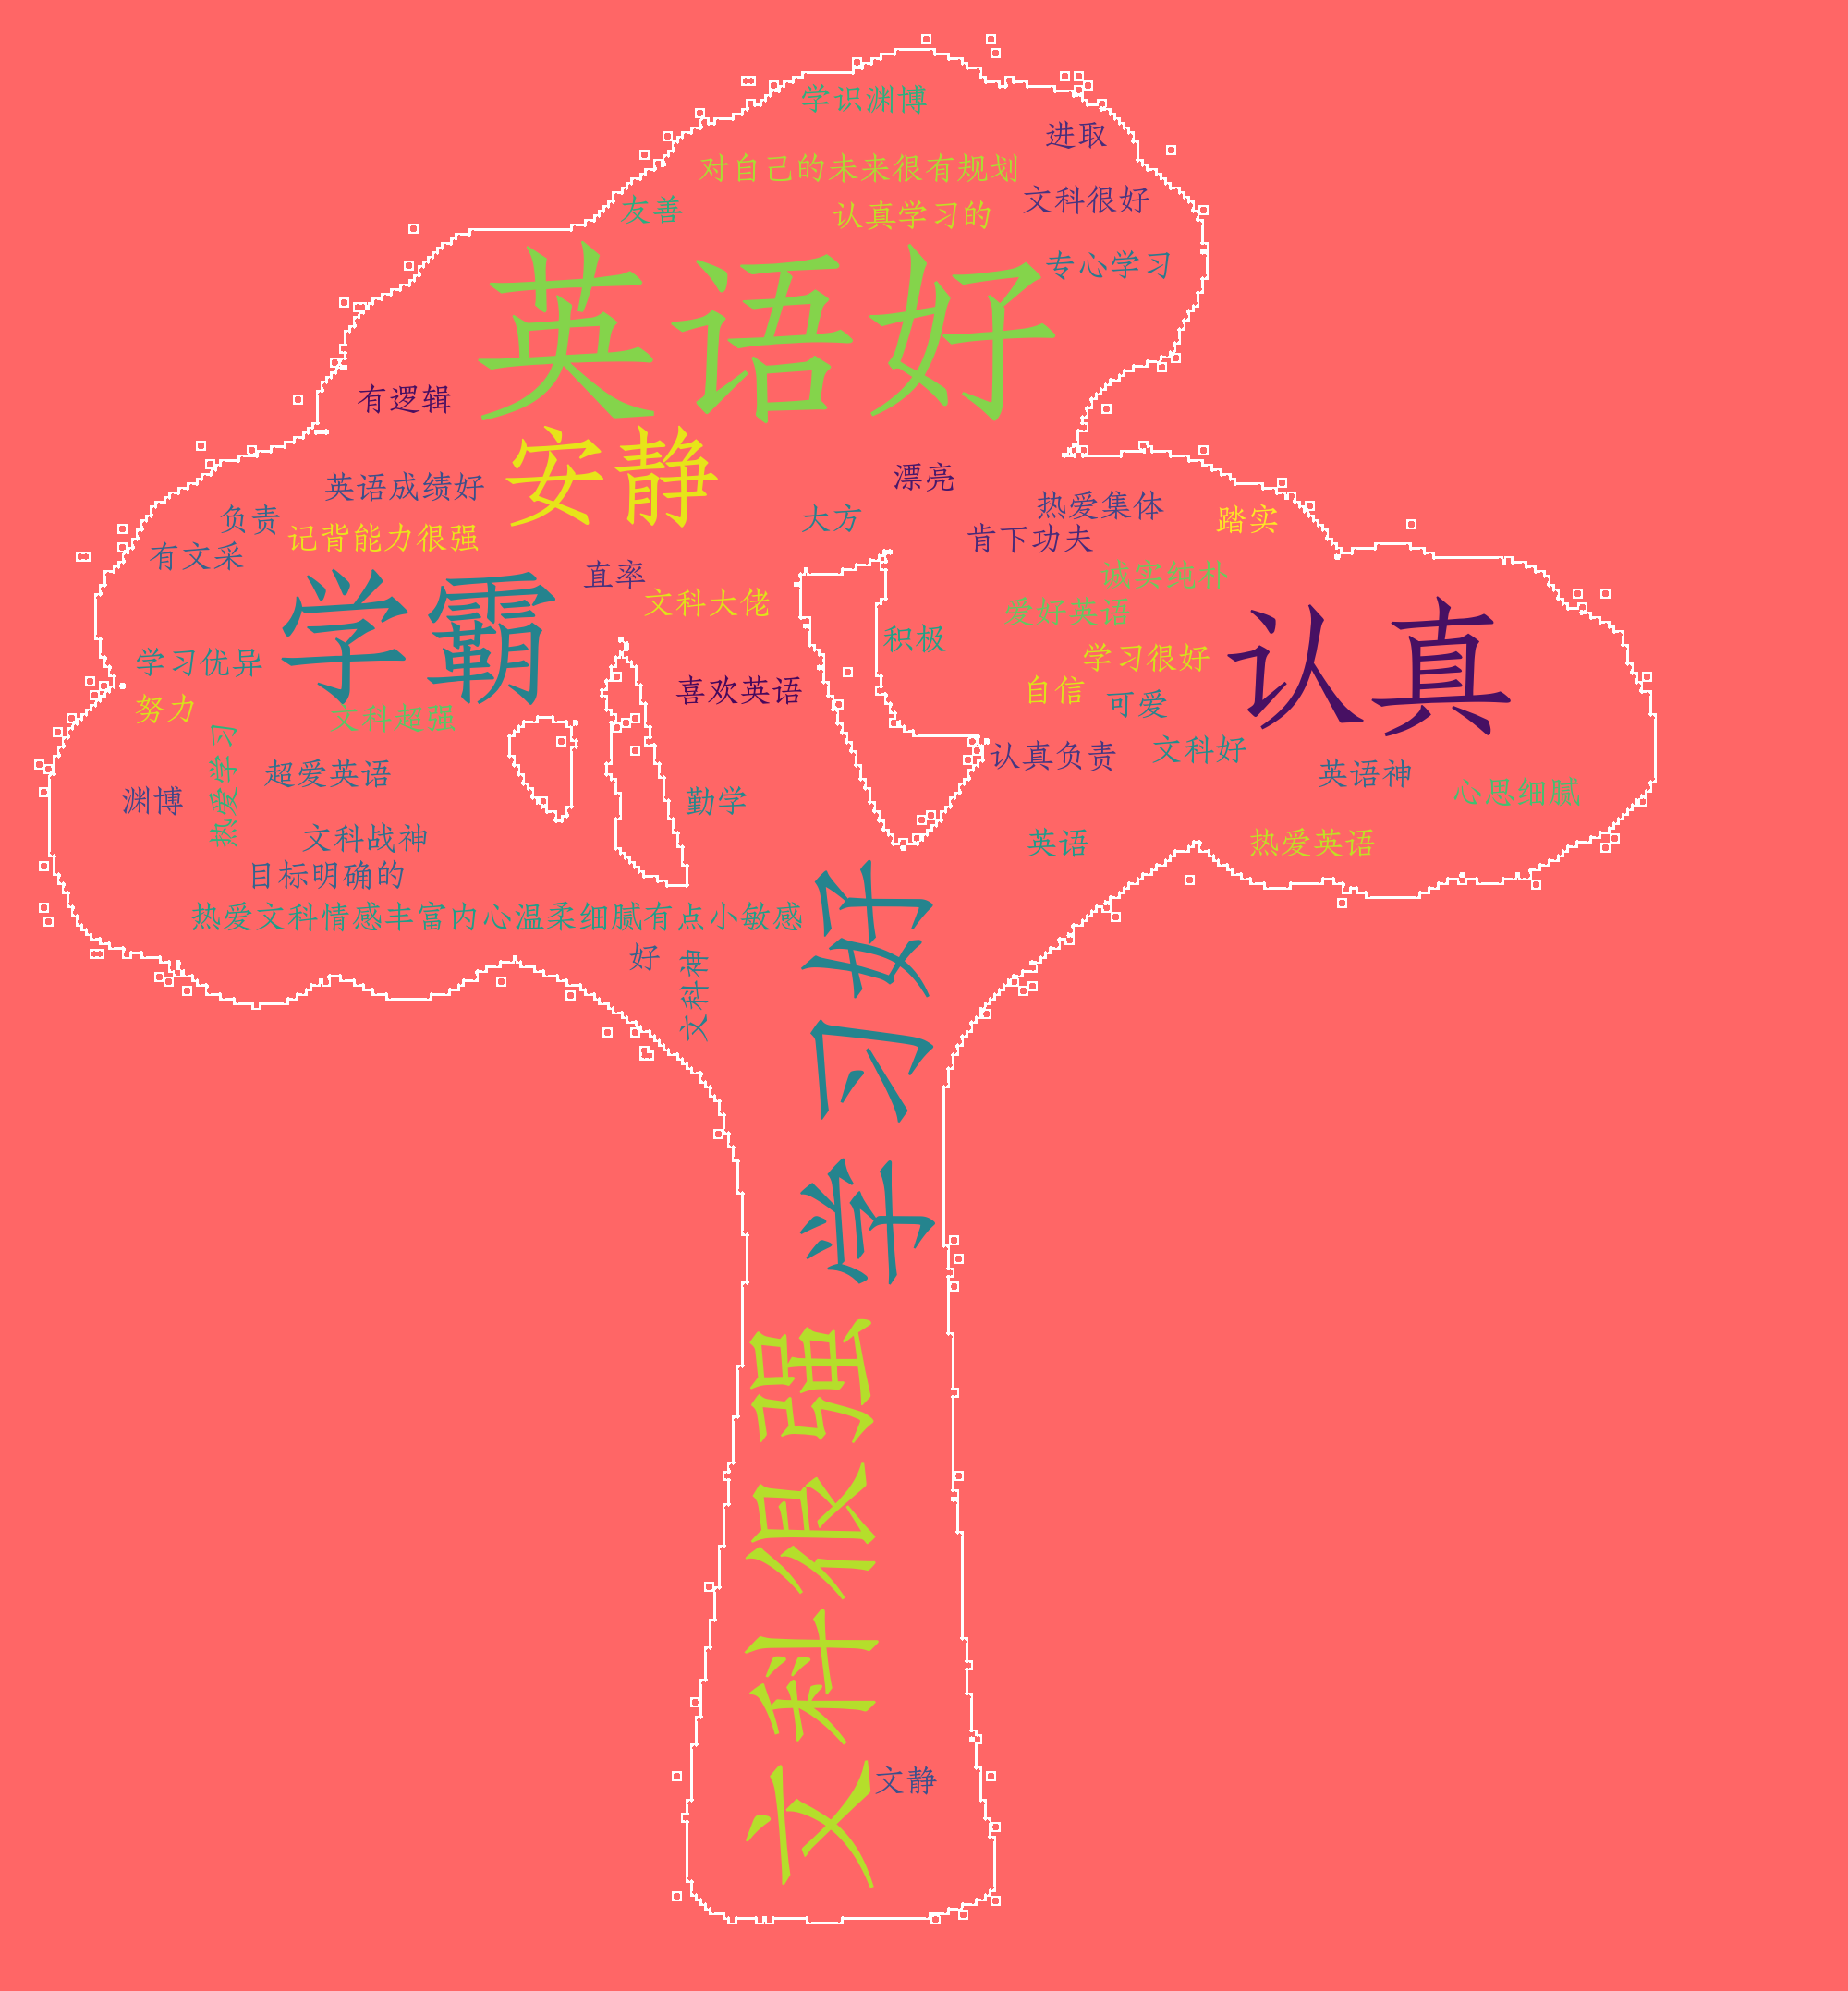 学识渊博
进取
对自己的未来很有规划
文科很好
友善
认真学习的
专心学习
英语好
有逻辑
安静
漂亮
英语成绩好
热爱集体
负责
大方
踏实
记背能力很强
肯下功夫
有文采
直率
诚实纯朴
文科大佬
爱好英语
学霸
积极
认真
学习优异
学习很好
喜欢英语
自信
可爱
努力
文科超强
热爱学习
认真负责
文科好
超爱英语
英语神
心思细腻
渊博
勤学
文科战神
英语
热爱英语
目标明确的
热爱文科情感丰富内心温柔细腻有点小敏感
好
文科神
学习好
文科很强
文静